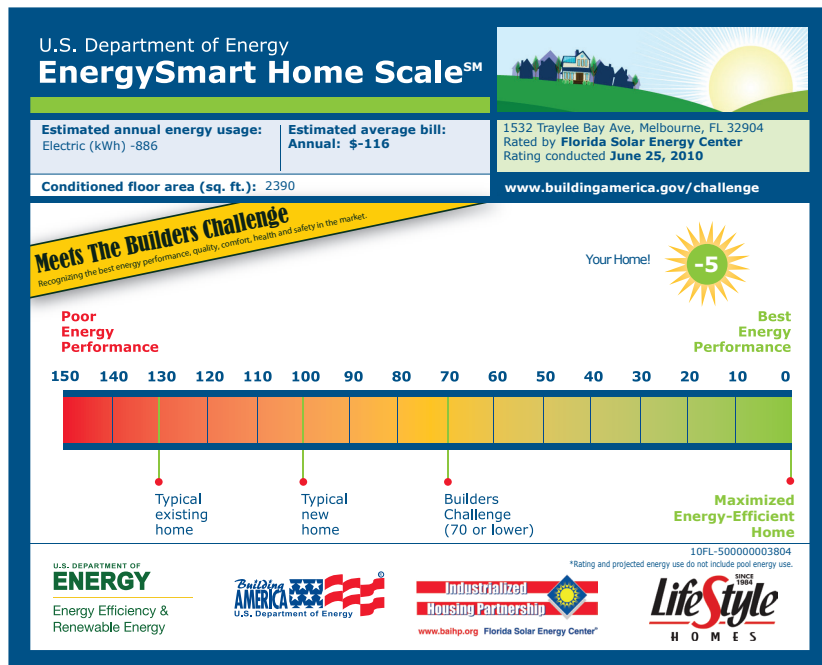 U.S. Department of Energy
EnergySmart Home Scale℠
Estimated annual energy usage:
Electric (kWh) -886
Estimated average bill:
Annual: $-116
Conditioned floor area (sq. ft.): 2390
1532 Traylee Bay Ave, Melbourne, FL 32904
Rated by Florida Solar Energy Center
Rating conducted June 25, 2010
www.buildingamerica.gov/challenge
Meets The Builders Challenge
Recognizing the best energy performance, quality, comfort, health and safety in the market.
Your Home!
-5
Poor
Energy
Performance
Best
Energy
Performance
150 140 130 120 110 100 90 80 70 60 50 40 30 20 10 0
Typical
existing
home
Typical
new
home
Builders
Challenge
(70 or lower)
Maximized
Energy-Efficient
Home
10FL-500000003804
*Rating and projected energy use do not include pool energy use.
U.S. DEPARTMENT OF
ENERGY
Energy Efficiency &
Renewable Energy
Building
AMERICA
U.S. Department of Energy
Industrialized
Housing Partnership
www.baihp.org Florida Solar Energy Center
SINCE
1984
LifeStyle
HOMES